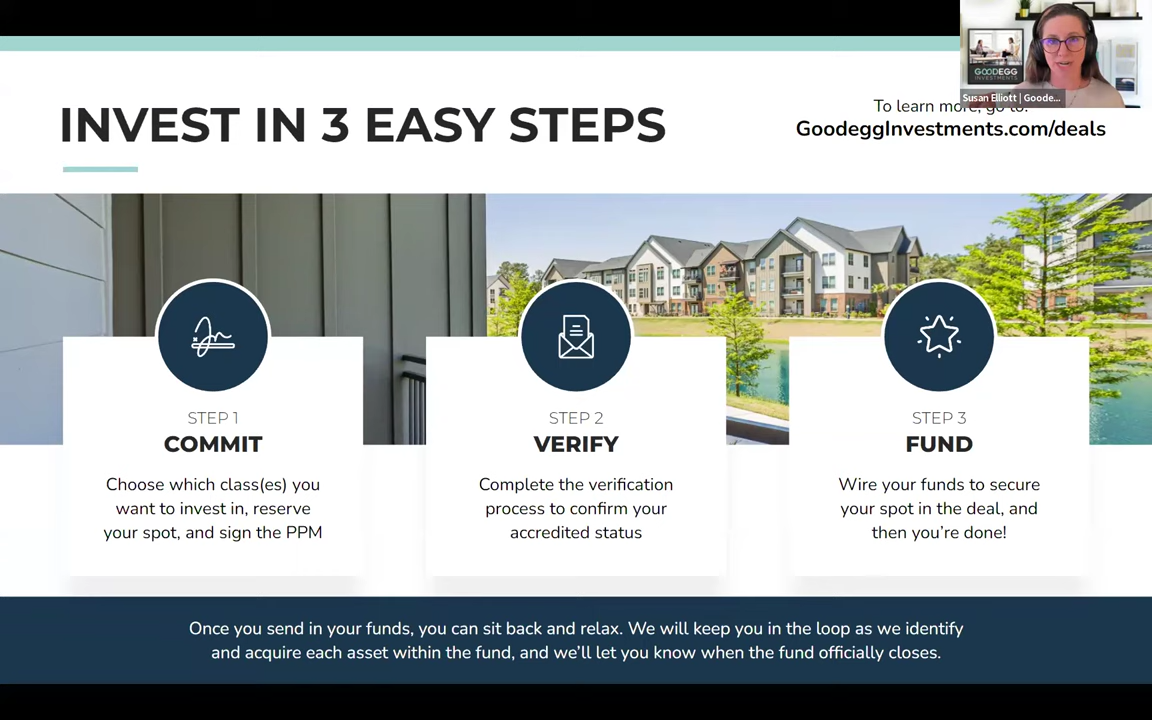 GOODEGG
INVESTMENTS
Susan Elliott | Goode...
INVEST IN 3 EASY STEPS
To learn more, go to:
GoodeggInvestments.com/deals
STEP 1
COMMIT
Choose which class(es) you
want to invest in, reserve
your spot, and sign the PPM
STEP 2
VERIFY
Complete the verification
process to confirm your
accredited status
STEP 3
FUND
Wire your funds to secure
your spot in the deal, and
then you're done!
Once you send in your funds, you can sit back and relax. We will keep you in the loop as we identify
and acquire each asset within the fund, and we'll let you know when the fund officially closes.